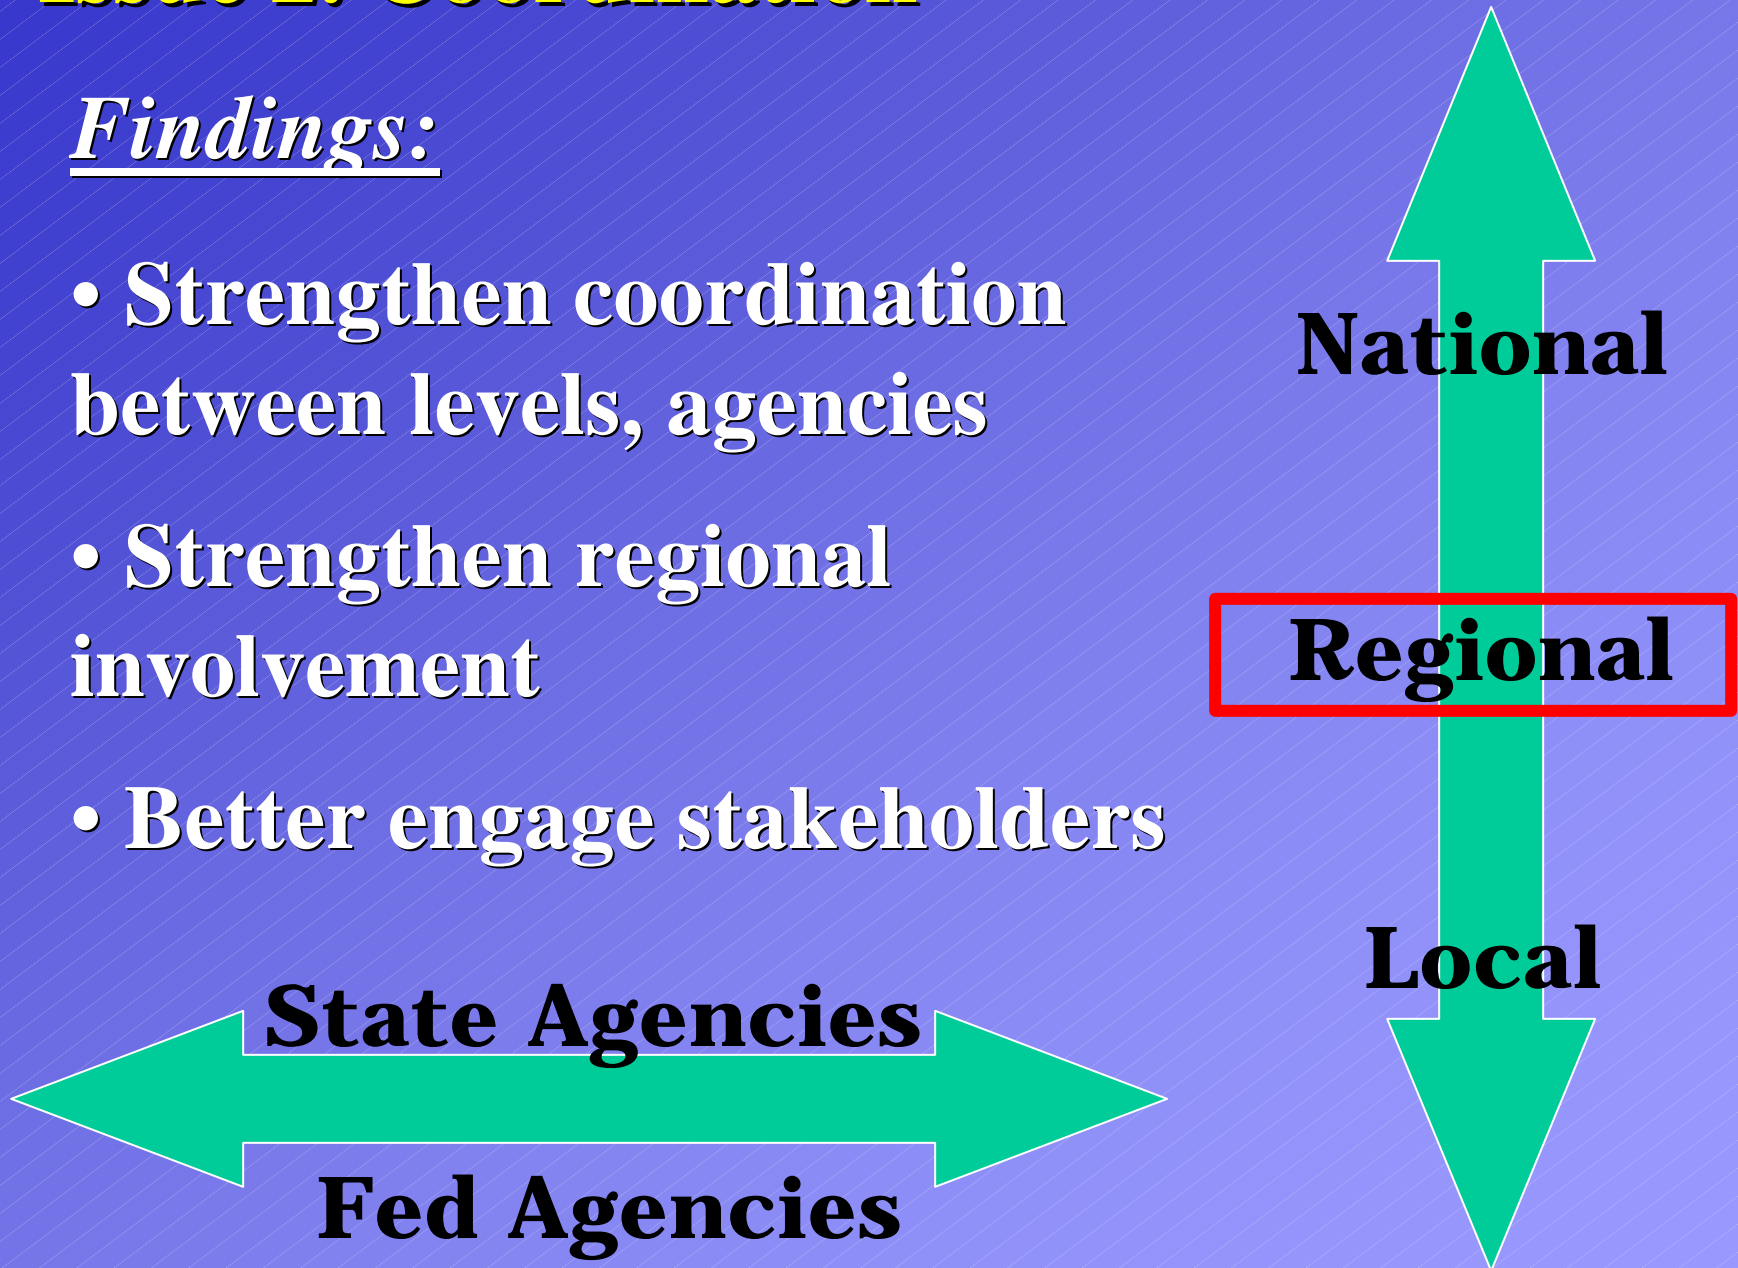 Coordination
Findings:
• Strengthen coordination
between levels, agencies
• Strengthen regional
involvement
• Better engage stakeholders
National
Regional
Local
State Agencies
Fed Agencies